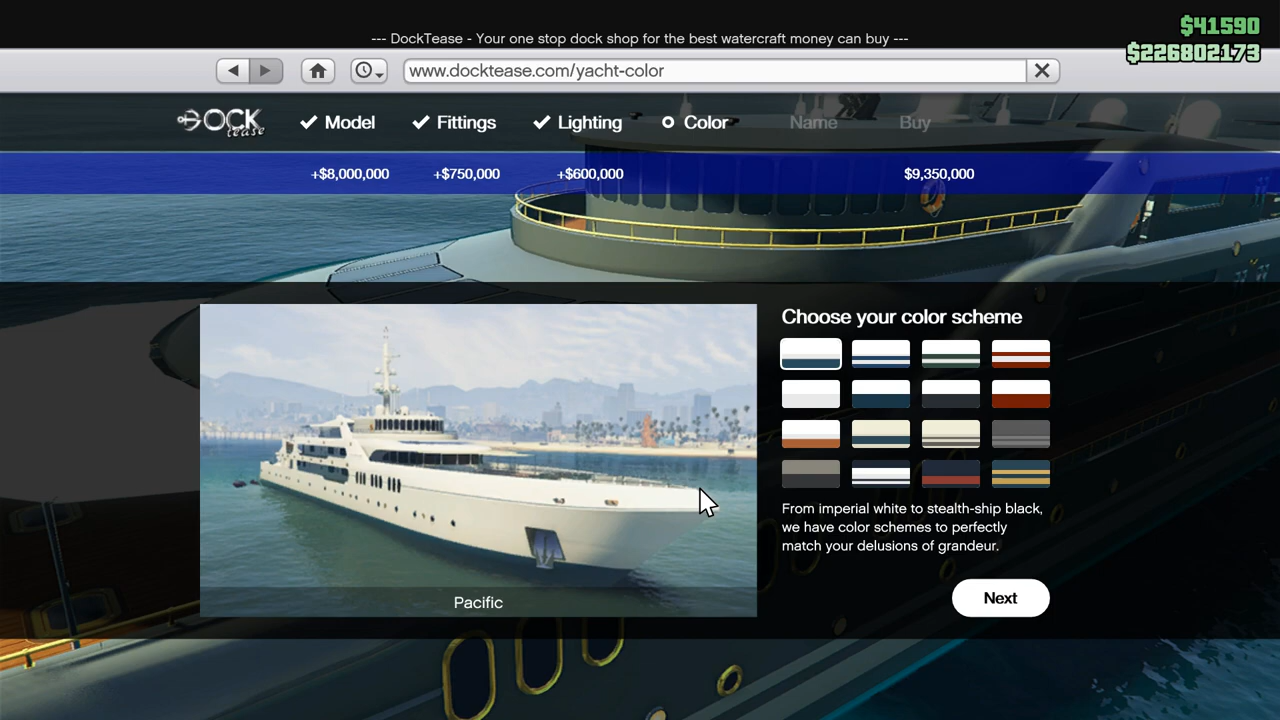 --- DockTease - Your one stop dock shop for the best watercraft money can buy ---
$41590
$226802173
www.docktease.com/yacht-color
DOCK
tease
Model
Fittings
Lighting
Color
Name
Buy
+$8,000,000
+$750,000
+$600,000
$9,350,000
Choose your color scheme
From imperial white to stealth-ship black,
we have color schemes to perfectly
match your delusions of grandeur.
Pacific
Next